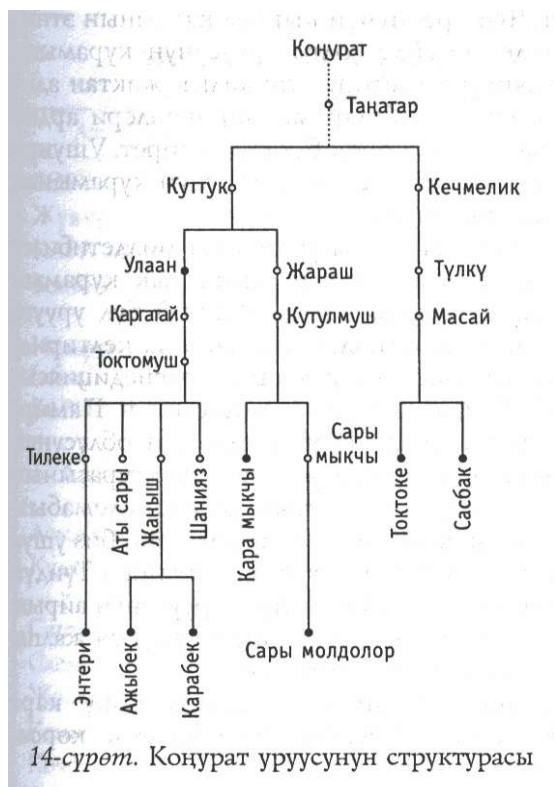 Коңурат
Таңатар
Куттук
Кечмелик
Улаан
Жараш
Түлкү
Каргатай
Кутулмуш
Масай
Токтомуш
Тилеке
Аты сары
Жаныш
Шанияз
Кара мыкчы
Сары
мыкчы
Токтоке
Сасбак
Энтери
Ажыбек
Карабек
Сары молдолор
14-сүрөт. Коңурат уруусунун структурасы